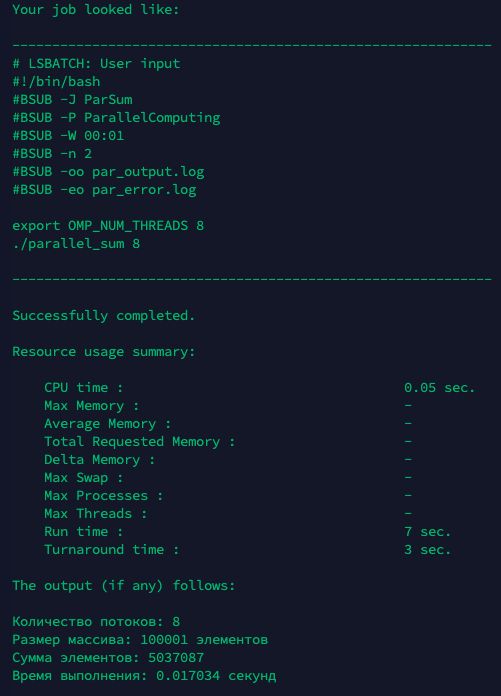 Your job looked like:
------------------------------------------------------------
# LSBATCH: User input
#!/bin/bash
#BSUB -J ParSum
#BSUB -P ParallelComputing
#BSUB -W 00:01
#BSUB -n 2
#BSUB -oo par_output.log
#BSUB -eo par_error.log
export OMP_NUM_THREADS 8
./parallel_sum 8
------------------------------------------------------------
Successfully completed.
Resource usage summary:
CPU time : 0.05 sec.
Max Memory : -
Average Memory : -
Total Requested Memory : -
Delta Memory : -
Max Swap : -
Max Processes : -
Max Threads : -
Run time : 7 sec.
Turnaround time : 3 sec.
The output (if any) follows:
Количество потоков: 8
Размер массива: 100001 элементов
Сумма элементов: 5037087
Время выполнения: 0.017034 секунд